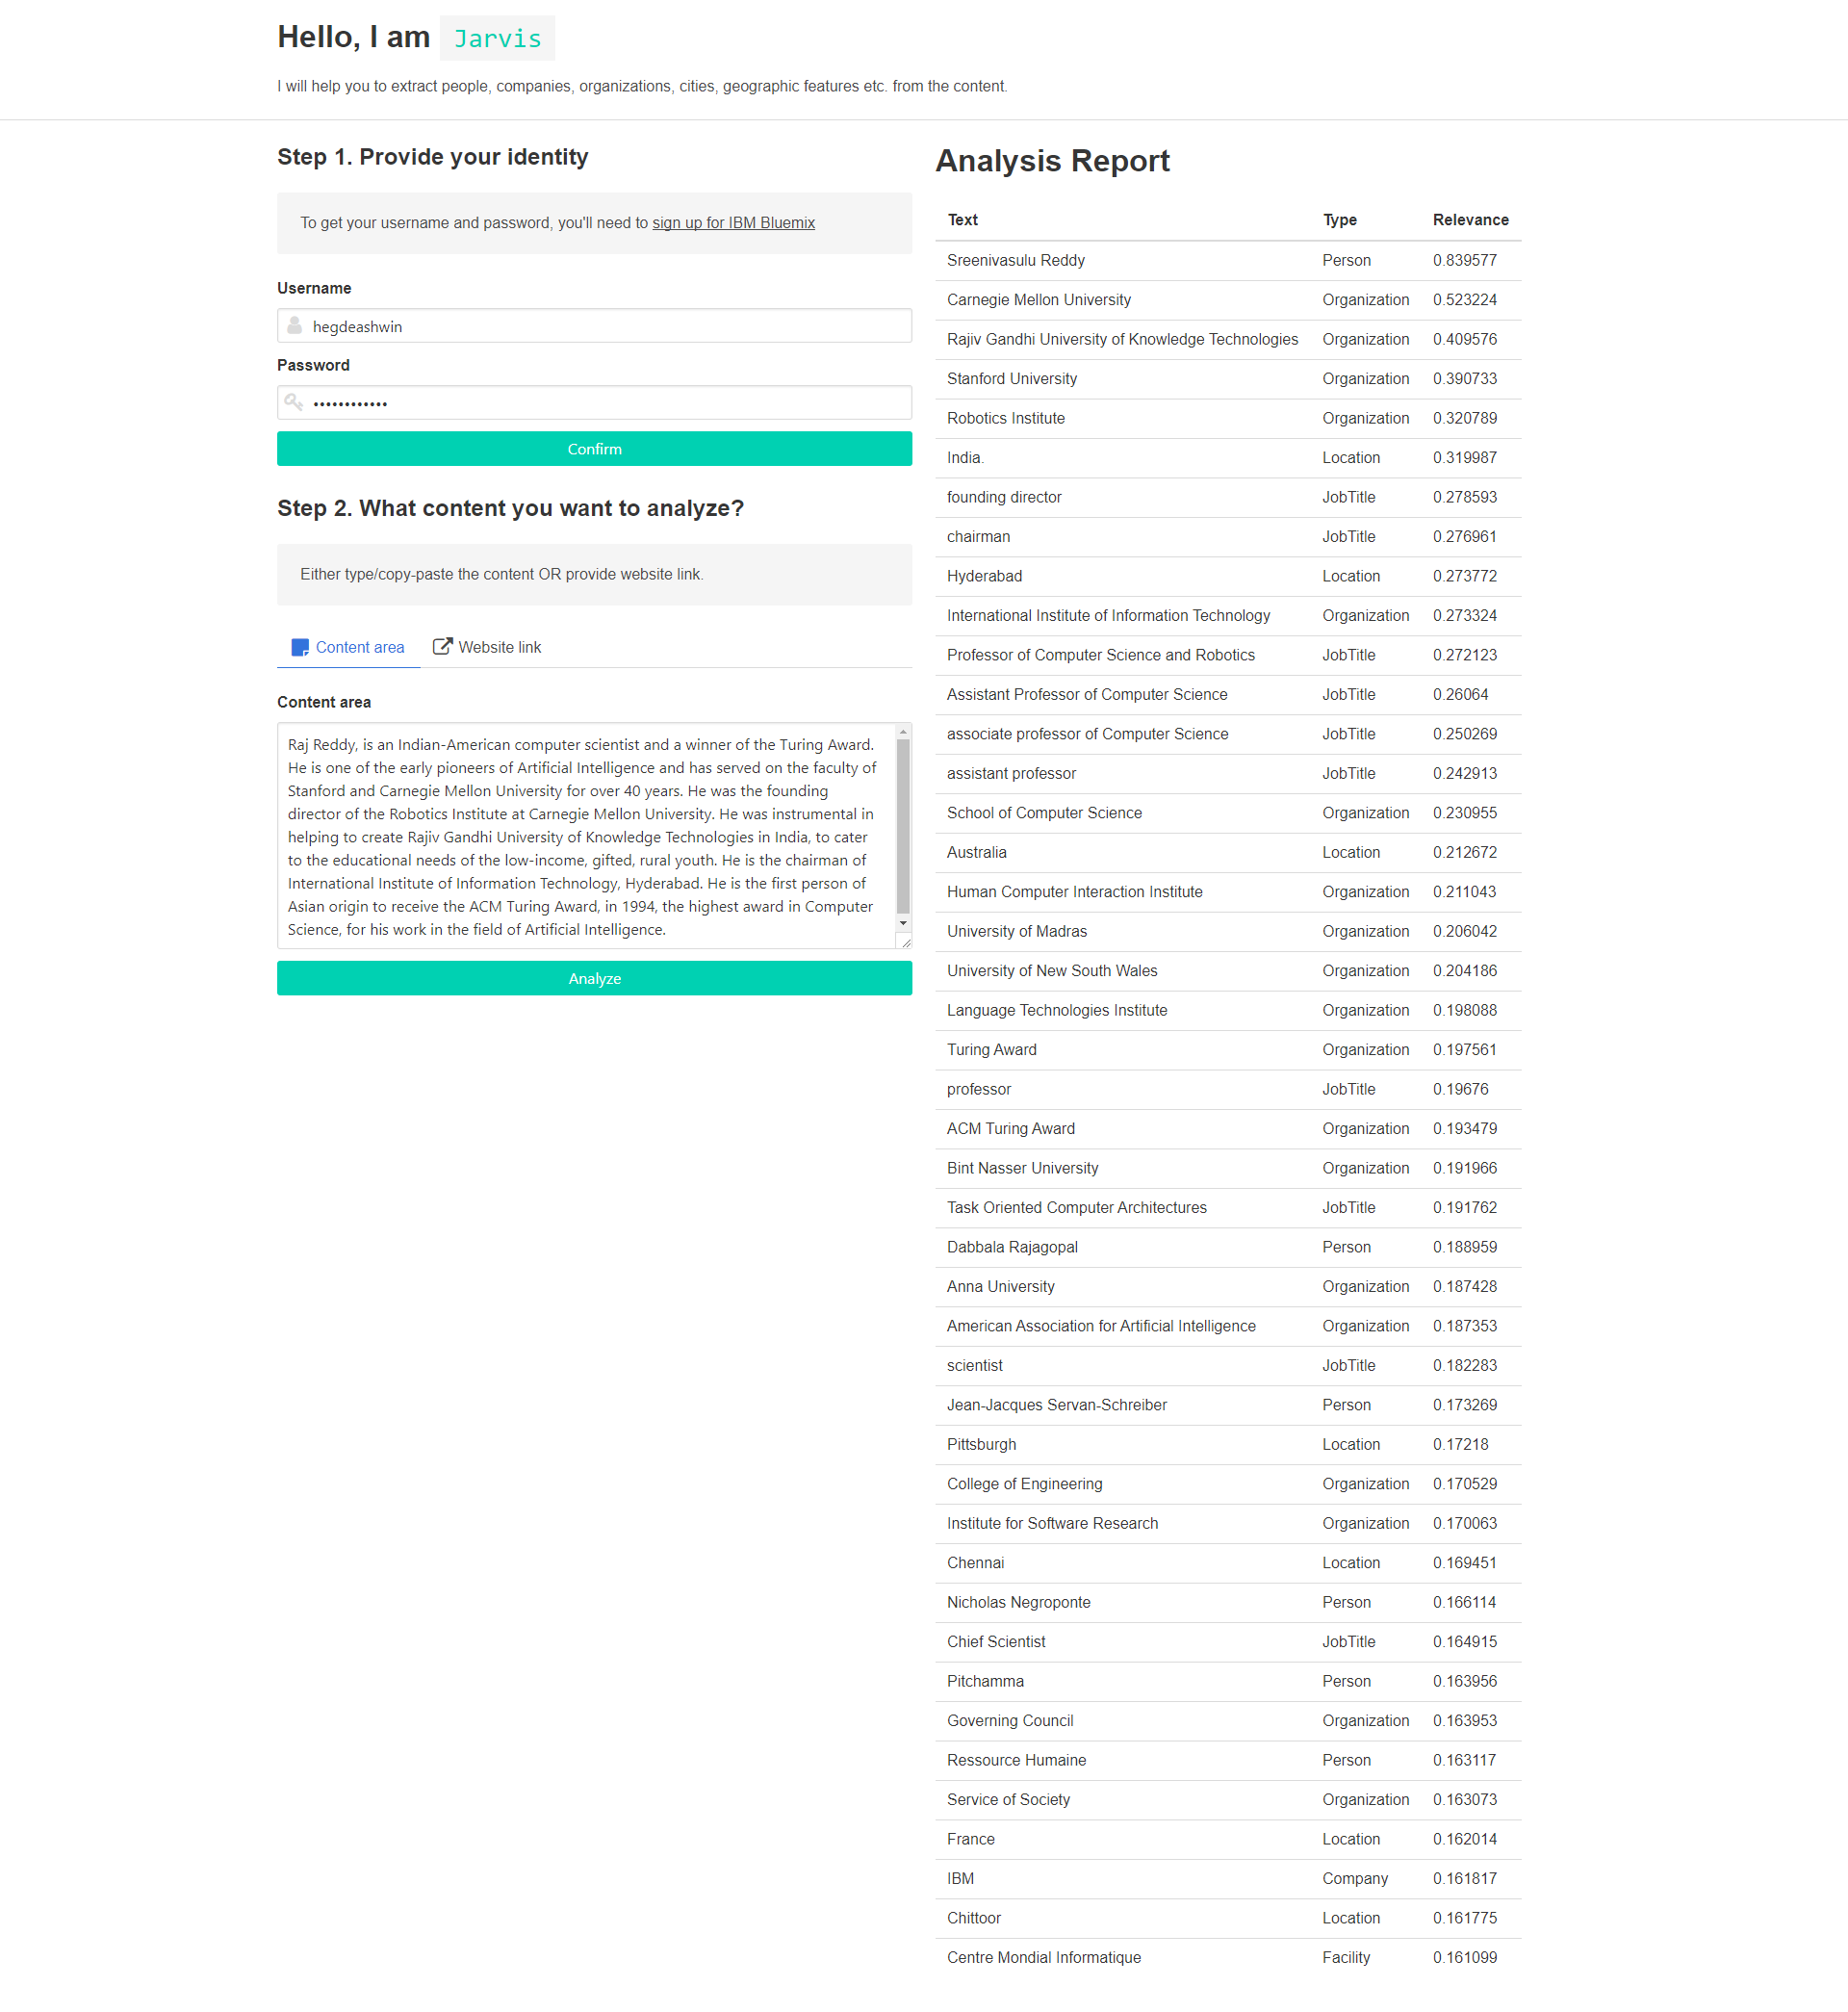 Hello, I am Jarvis
I will help you to extract people, companies, organizations, cities, geographic features etc. from the content.
Step 1. Provide your identity
To get your username and password, you'll need to sign up for IBM Bluemix
Username
hegdeashwin
Password
••••••••••••
Confirm
Step 2. What content you want to analyze?
Either type/copy-paste the content OR provide website link.
Content area Website link
Content area
Raj Reddy, is an Indian-American computer scientist and a winner of the Turing Award.
He is one of the early pioneers of Artificial Intelligence and has served on the faculty of
Stanford and Carnegie Mellon University for over 40 years. He was the founding
director of the Robotics Institute at Carnegie Mellon University. He was instrumental in
helping to create Rajiv Gandhi University of Knowledge Technologies in India, to cater
to the educational needs of the low-income, gifted, rural youth. He is the chairman of
International Institute of Information Technology, Hyderabad. He is the first person of
Asian origin to receive the ACM Turing Award, in 1994, the highest award in Computer
Science, for his work in the field of Artificial Intelligence.
Analyze
Analysis Report
Text Type Relevance
Sreenivasulu Reddy Person 0.839577
Carnegie Mellon University Organization 0.523224
Rajiv Gandhi University of Knowledge Technologies Organization 0.409576
Stanford University Organization 0.390733
Robotics Institute Organization 0.320789
India. Location 0.319987
founding director JobTitle 0.278593
chairman JobTitle 0.276961
Hyderabad Location 0.273772
International Institute of Information Technology Organization 0.273324
Professor of Computer Science and Robotics JobTitle 0.272123
Assistant Professor of Computer Science JobTitle 0.26064
associate professor of Computer Science JobTitle 0.250269
assistant professor JobTitle 0.242913
School of Computer Science Organization 0.230955
Australia Location 0.212672
Human Computer Interaction Institute Organization 0.211043
University of Madras Organization 0.206042
University of New South Wales Organization 0.204186
Language Technologies Institute Organization 0.198088
Turing Award Organization 0.197561
professor JobTitle 0.19676
ACM Turing Award Organization 0.193479
Bint Nasser University Organization 0.191966
Task Oriented Computer Architectures JobTitle 0.191762
Dabbala Rajagopal Person 0.188959
Anna University Organization 0.187428
American Association for Artificial Intelligence Organization 0.187353
scientist JobTitle 0.182283
Jean-Jacques Servan-Schreiber Person 0.173269
Pittsburgh Location 0.17218
College of Engineering Organization 0.170529
Institute for Software Research Organization 0.170063
Chennai Location 0.169451
Nicholas Negroponte Person 0.166114
Chief Scientist JobTitle 0.164915
Pitchamma Person 0.163956
Governing Council Organization 0.163953
Ressource Humaine Person 0.163117
Service of Society Organization 0.163073
France Location 0.162014
IBM Company 0.161817
Chittoor Location 0.161775
Centre Mondial Informatique Facility 0.161099